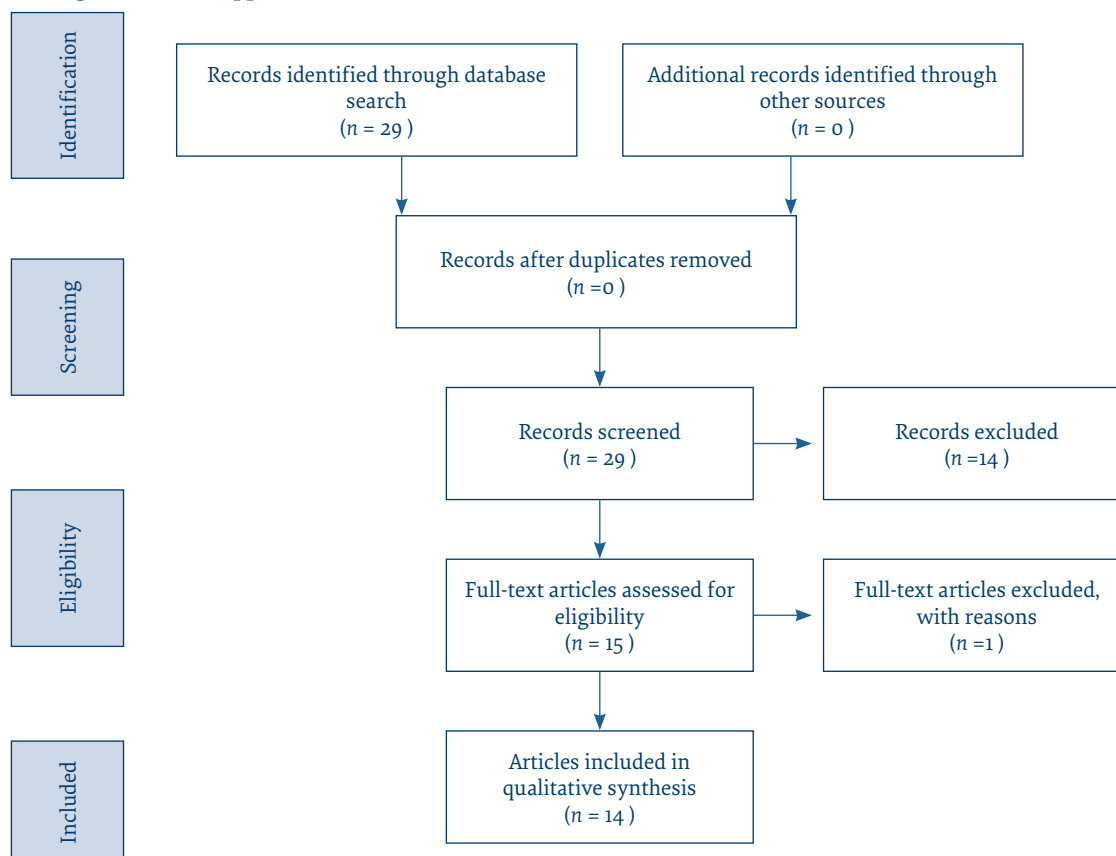 Identification
Records identified through database
search
(n = 29 )
Additional records identified through
other sources
(n = 0 )
Screening
Records after duplicates removed
(n =0 )
Records screened
(n = 29 )
Records excluded
(n =14 )
Eligibility
Full-text articles assessed for
eligibility
(n = 15 )
Full-text articles excluded,
with reasons
(n =1 )
Included
Articles included in
qualitative synthesis
(n = 14 )